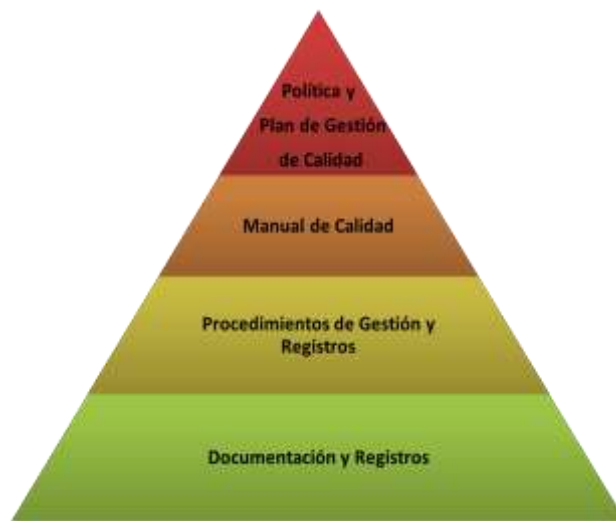 Política y
Plan de Gestión
de Calidad
Manual de Calidad
Procedimientos de Gestión y
Registros
Documentación y Registros